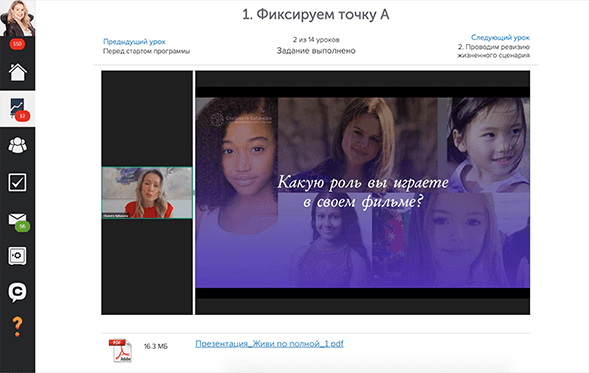 1. Фиксируем точку А
Предыдущий урок
Перед стартом программы
2 из 14 уроков
Задание выполнено
Следующий урок
2. Проводим ревизию
жизненного сценария
550
Какую роль вы играете
в своем фильме?
56
PDF
Adobe
16.3 МБ
Презентация_Живи по полной_1.pdf